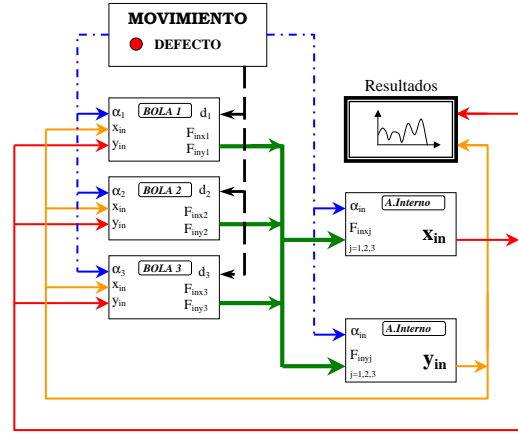 MOVIMIENTO
DEFECTO
Resultados
α1 BOLA 1 d1
xin
Finx1
yin
Finy1
α2 BOLA 2 d2
xin
Finx2
yin
Finy2
α3 BOLA 3 d3
xin
Finx3
yin
Finy3
αin A.Interno
Finxj
xin
j=1,2,3
αin A.Interno
Finyj
yin
j=1,2,3